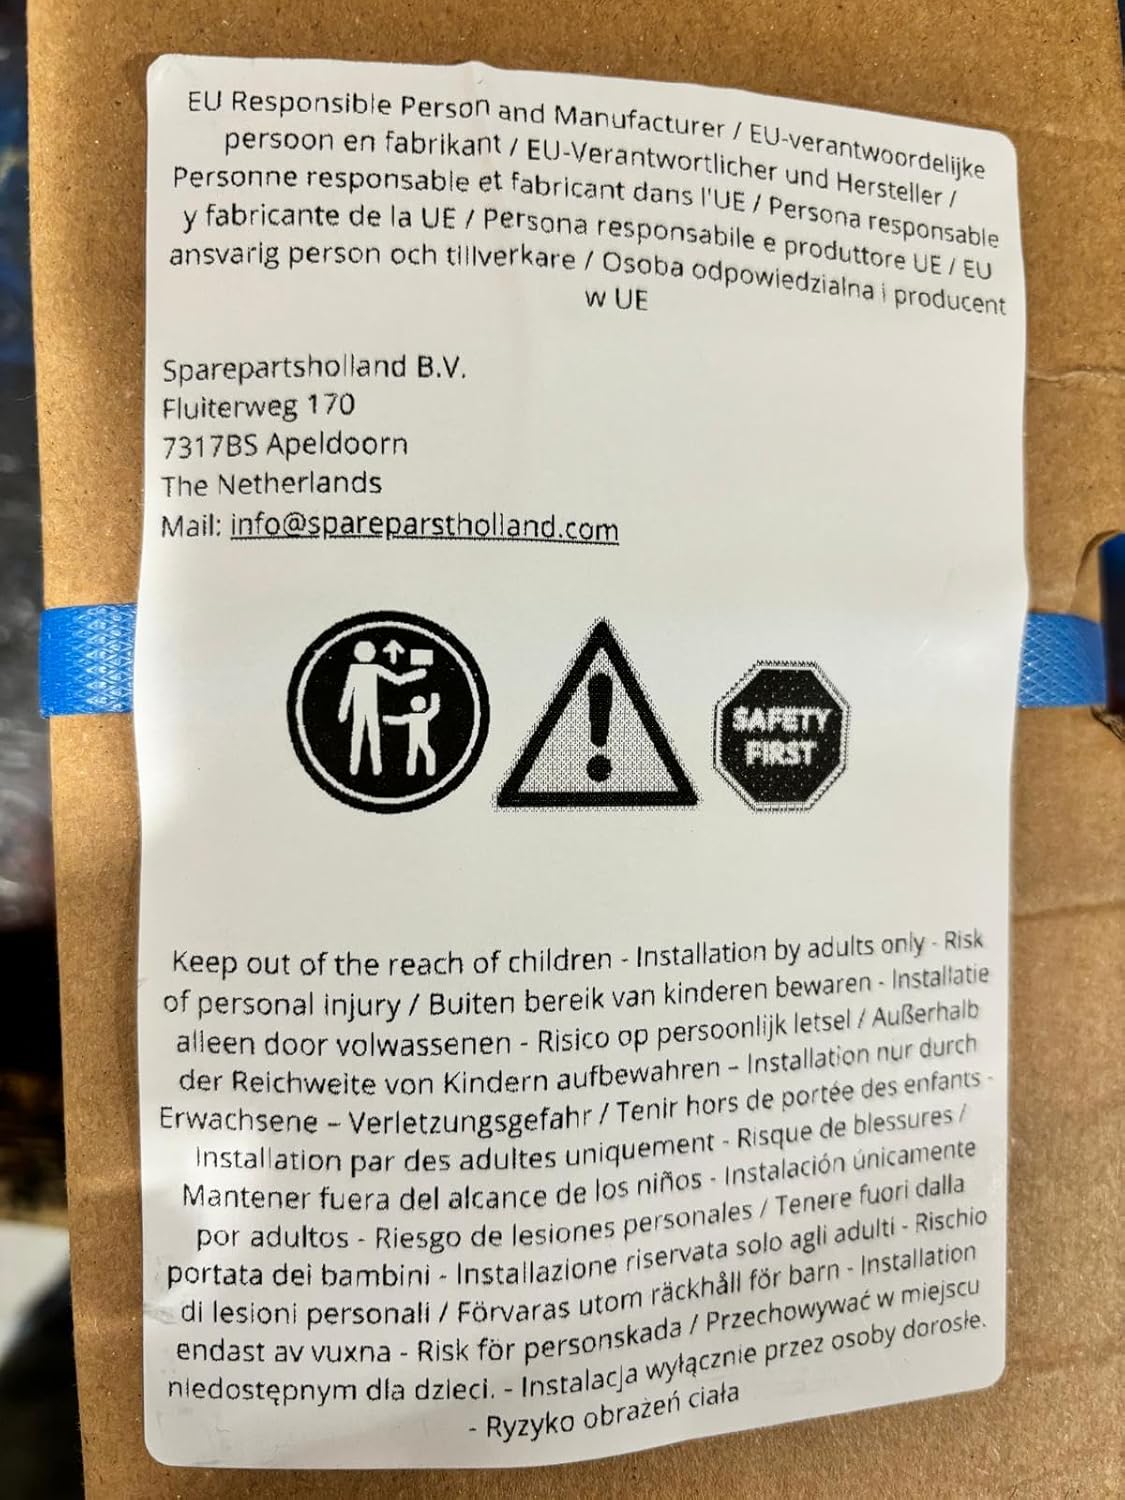 EU Responsible Person and Manufacturer / EU-verantwoordelijke
persoon en fabrikant / EU-Verantwortlicher und Hersteller /
Personne responsable et fabricant dans l'UE / Persona responsable
y fabricante de la UE / Persona responsabile e produttore UE / EU
ansvarig person och tillverkare / Osoba odpowiedzialna i producent
w UE
Sparepartsholland B.V.
Fluiterweg 170
7317BS Apeldoorn
The Netherlands
Mail: info@spareparstholland.com
SAFETY
FIRST
Keep out of the reach of children - Installation by adults only - Risk
of personal injury / Buiten bereik van kinderen bewaren - Installatie
alleen door volwassenen - Risico op persoonlijk letsel / Außerhalb
der Reichweite von Kindern aufbewahren – Installation nur durch
Erwachsene – Verletzungsgefahr / Tenir hors de portée des enfants -
Installation par des adultes uniquement - Risque de blessures /
Mantener fuera del alcance de los niños - Instalación únicamente
por adultos - Riesgo de lesiones personales / Tenere fuori dalla
portata dei bambini - Installazione riservata solo agli adulti - Rischio
di lesioni personali / Förvaras utom räckhåll för barn - Installation
endast av vuxna - Risk för personskada / Przechowywać w miejscu
niedostępnym dla dzieci. - Instalacja wyłącznie przez osoby dorosłe.
- Ryzyko obrażeń ciała